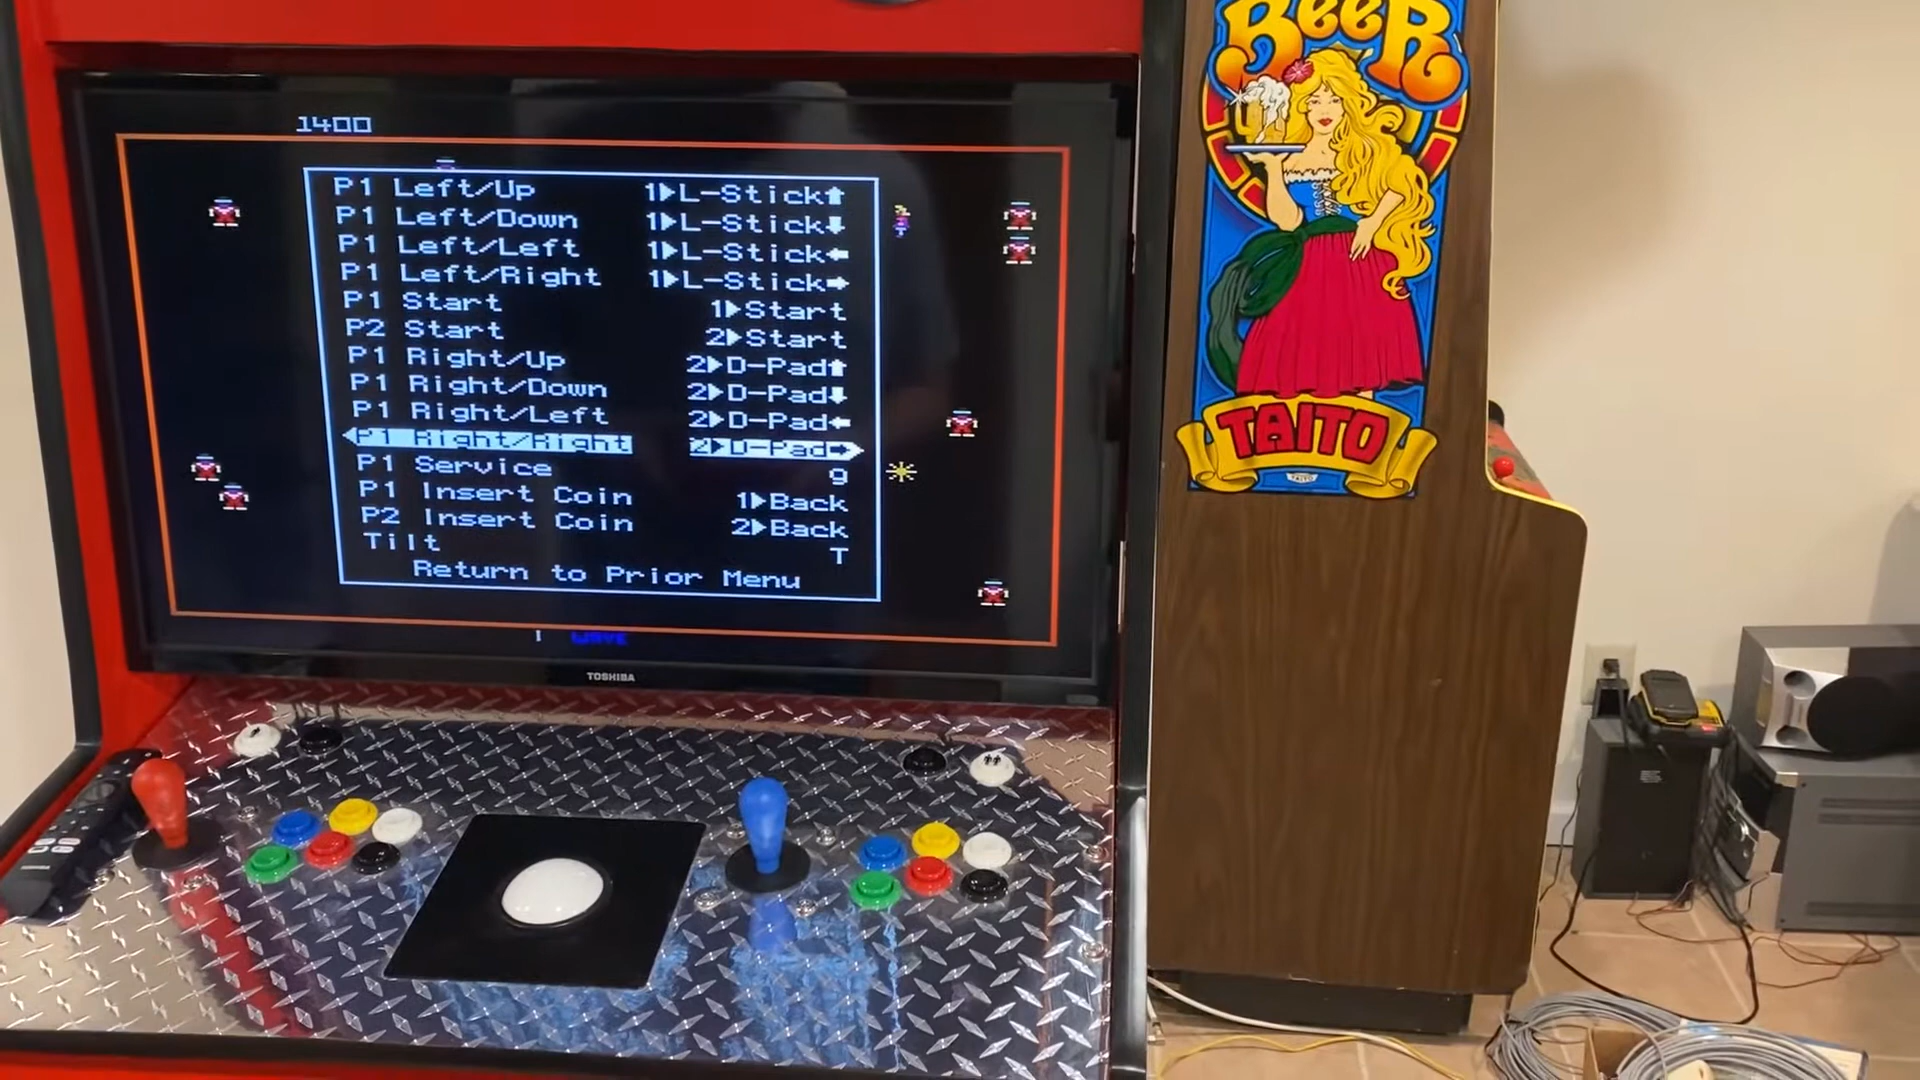 1400
P1 Left/Up 1▶L-Stick⬆
P1 Left/Down 1▶L-Stick⬇
P1 Left/Left 1▶L-Stick⬅
P1 Left/Right 1▶L-Stick➡
P1 Start 1▶Start
P2 Start 2▶Start
P1 Right/Up 2▶D-Pad⬆
P1 Right/Down 2▶D-Pad⬇
P1 Right/Left 2▶D-Pad⬅
P1 Right/Right 2▶D-Pad➡
P1 Service 9
P1 Insert Coin 1▶Back
P2 Insert Coin 2▶Back
Tilt T
Return to Prior Menu
1 WAVE
TOSHIBA
BEER
TAITO